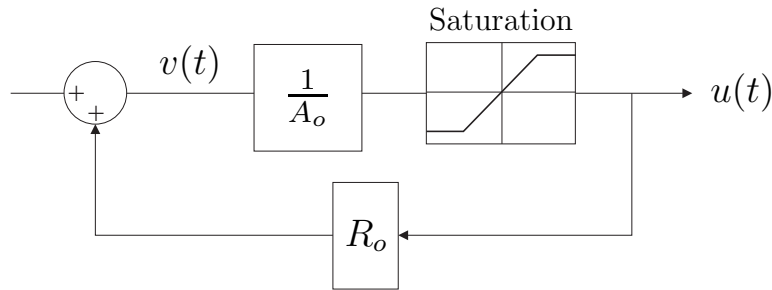 Saturation
v(t)
1
A_o
u(t)
+
+
R_o